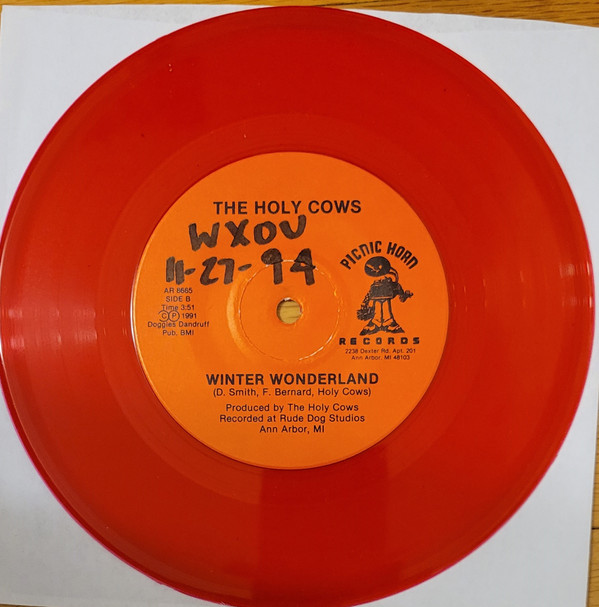 THE HOLY COWS
WXOU
11-27-94
AR 8665
SIDE B
Time 3:51
Ⓒ Ⓟ 1991
Doggies Dandruff
Pub, BMI
PICNIC HORN
RECORDS
2238 Dexter Rd. Apt. 201
Ann Arbor, MI 48103
WINTER WONDERLAND
(D. Smith, F. Bernard, Holy Cows)
Produced by The Holy Cows
Recorded at Rude Dog Studios
Ann Arbor, MI